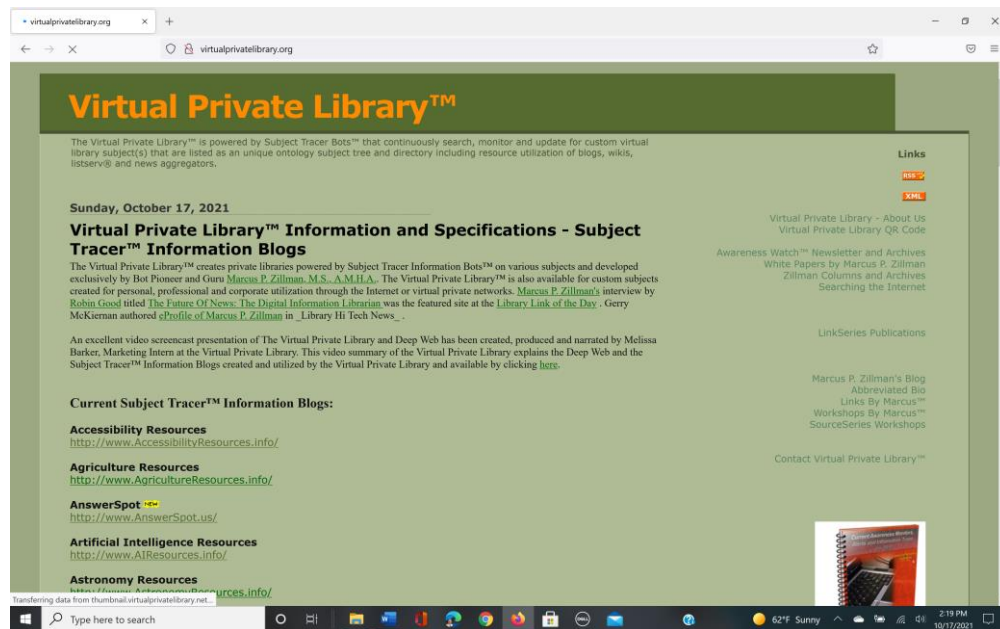 virtualprivatelibrary.org
virtualprivatelibrary.org
Virtual Private Library™
The Virtual Private Library™ is powered by Subject Tracer Bots™ that continuously search, monitor and update for custom virtual
library subject(s) that are listed as an unique ontology subject tree and directory including resource utilization of blogs, wikis,
listserv® and news aggregators.
Sunday, October 17, 2021
Virtual Private Library™ Information and Specifications - Subject
Tracer™ Information Blogs
The Virtual Private Library™ creates private libraries powered by Subject Tracer Information Bots™ on various subjects and developed
exclusively by Bot Pioneer and Guru Marcus P. Zillman, M.S., A.M.H.A.. The Virtual Private Library™ is also available for custom subjects
created for personal, professional and corporate utilization through the Internet or virtual private networks. Marcus P. Zillman's interview by
Robin Good titled The Future Of News: The Digital Information Librarian was the featured site at the Library Link of the Day . Gerry
McKiernan authored eProfile of Marcus P. Zillman in _Library Hi Tech News_ .
An excellent video screencast presentation of The Virtual Private Library and Deep Web has been created, produced and narrated by Melissa
Barker, Marketing Intern at the Virtual Private Library. This video summary of the Virtual Private Library explains the Deep Web and the
Subject Tracer™ Information Blogs created and utilized by the Virtual Private Library and available by clicking here.
Current Subject Tracer™ Information Blogs:
Accessibility Resources
http://www.AccessibilityResources.info/
Agriculture Resources
http://www.AgricultureResources.info/
AnswerSpot NEW
http://www.AnswerSpot.us/
Artificial Intelligence Resources
http://www.AIResources.info/
Astronomy Resources
http://www.AstronomyResources.info/
Links
RSS
XML
Virtual Private Library - About Us
Virtual Private Library QR Code
Awareness Watch™ Newsletter and Archives
White Papers by Marcus P. Zillman
Zillman Columns and Archives
Searching the Internet
LinkSeries Publications
Marcus P. Zillman's Blog
Abbreviated Bio
Links By Marcus™
Workshops By Marcus™
SourceSeries Workshops
Contact Virtual Private Library™
Transferring data from thumbnail.virtualprivatelibrary.net...
Type here to search
DELL
62°F Sunny
2:19 PM
10/17/2021